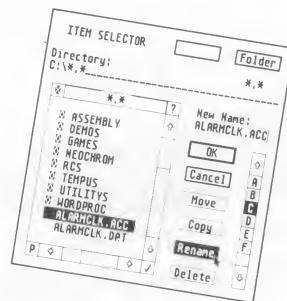 ITEM SELECTOR
Folder
Directory:
C:\*,*
*,*
*,*
?
ASSEMBLY
DEMOS
GAMES
NEOCHROM
RCS
TEMPUS
UTILITYS
WORDPROC
ALARMCLK.ACC
ALARMCLK.DAT
P
New Name:
ALARMCLK.ACC
OK
Cancel
Move
Copy
Rename
Delete
A
B
C
D
E
F